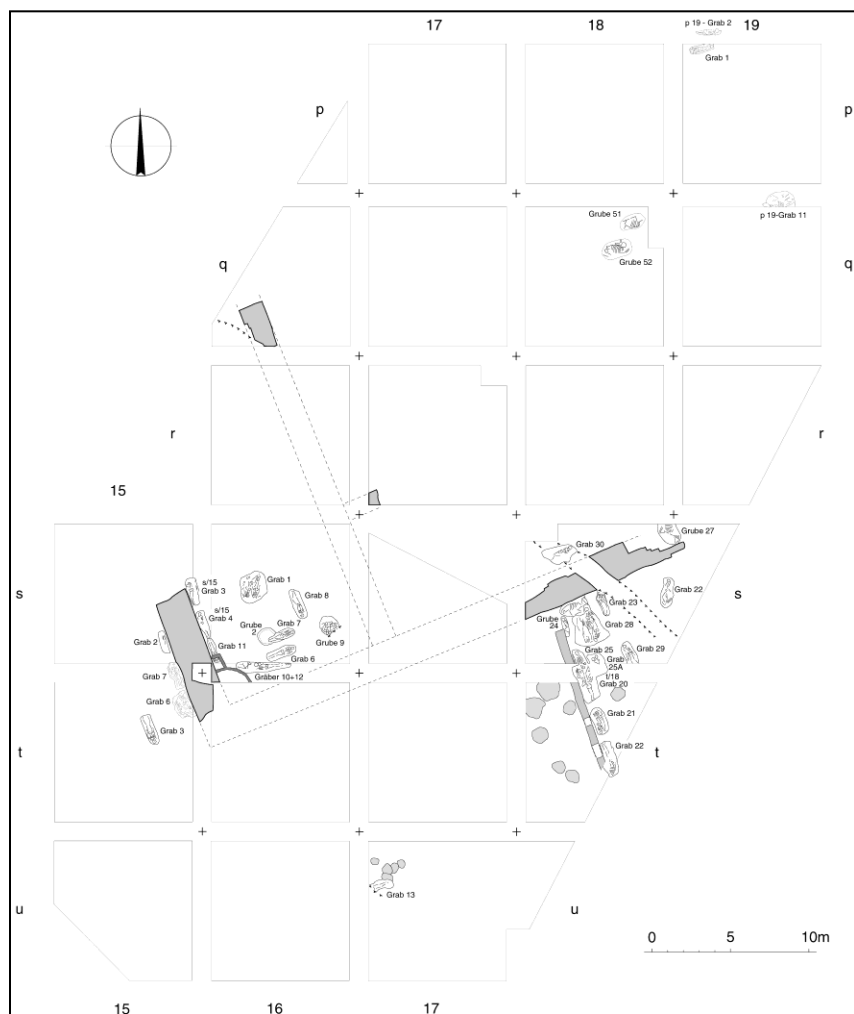 17
18
p 19 - Grab 2
19
Grab 1
p
p
p 19-Grab 11
Grube 51
Grube 52
q
q
r
r
15
s
s/15
Grab 3
Grab 1
Grab 8
s/15
Grab 4
Grube
2
Grab 7
Grube 9
Grab 2
Grab 11
Grab 6
Gräber 10+12
Grab 7
Grab 6
Grab 3
Grube 27
Grab 30
Grab 22
s
Grab 23
Grube
24
Grab 28
Grab 25
Grab
25A
Grab 29
t/18
Grab 20
Grab 21
Grab 22
t
t
Grab 13
u
u
0 5 10m
15
16
17